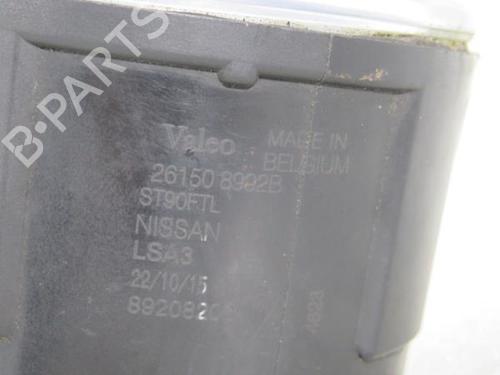 Valeo
MADE IN
BELGIUM
26150 8992B
ST90FTL
NISSAN
LSA3
22/10/15
B-PARTS